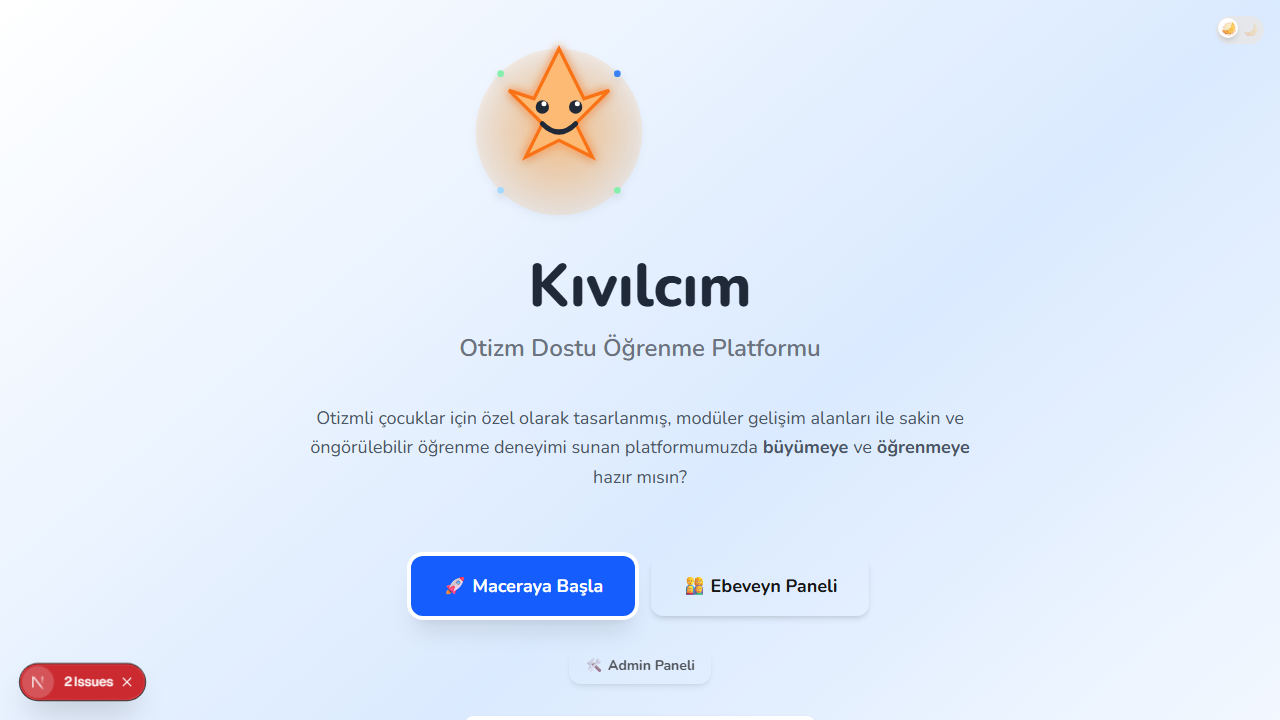 Kıvılcım
Otizm Dostu Öğrenme Platformu
Otizmli çocuklar için özel olarak tasarlanmış, modüler gelişim alanları ile sakin ve
öngörülebilir öğrenme deneyimi sunan platformumuzda büyümeye ve öğrenmeye
hazır mısın?
Maceraya Başla
Ebeveyn Paneli
Admin Paneli
N 2 Issues